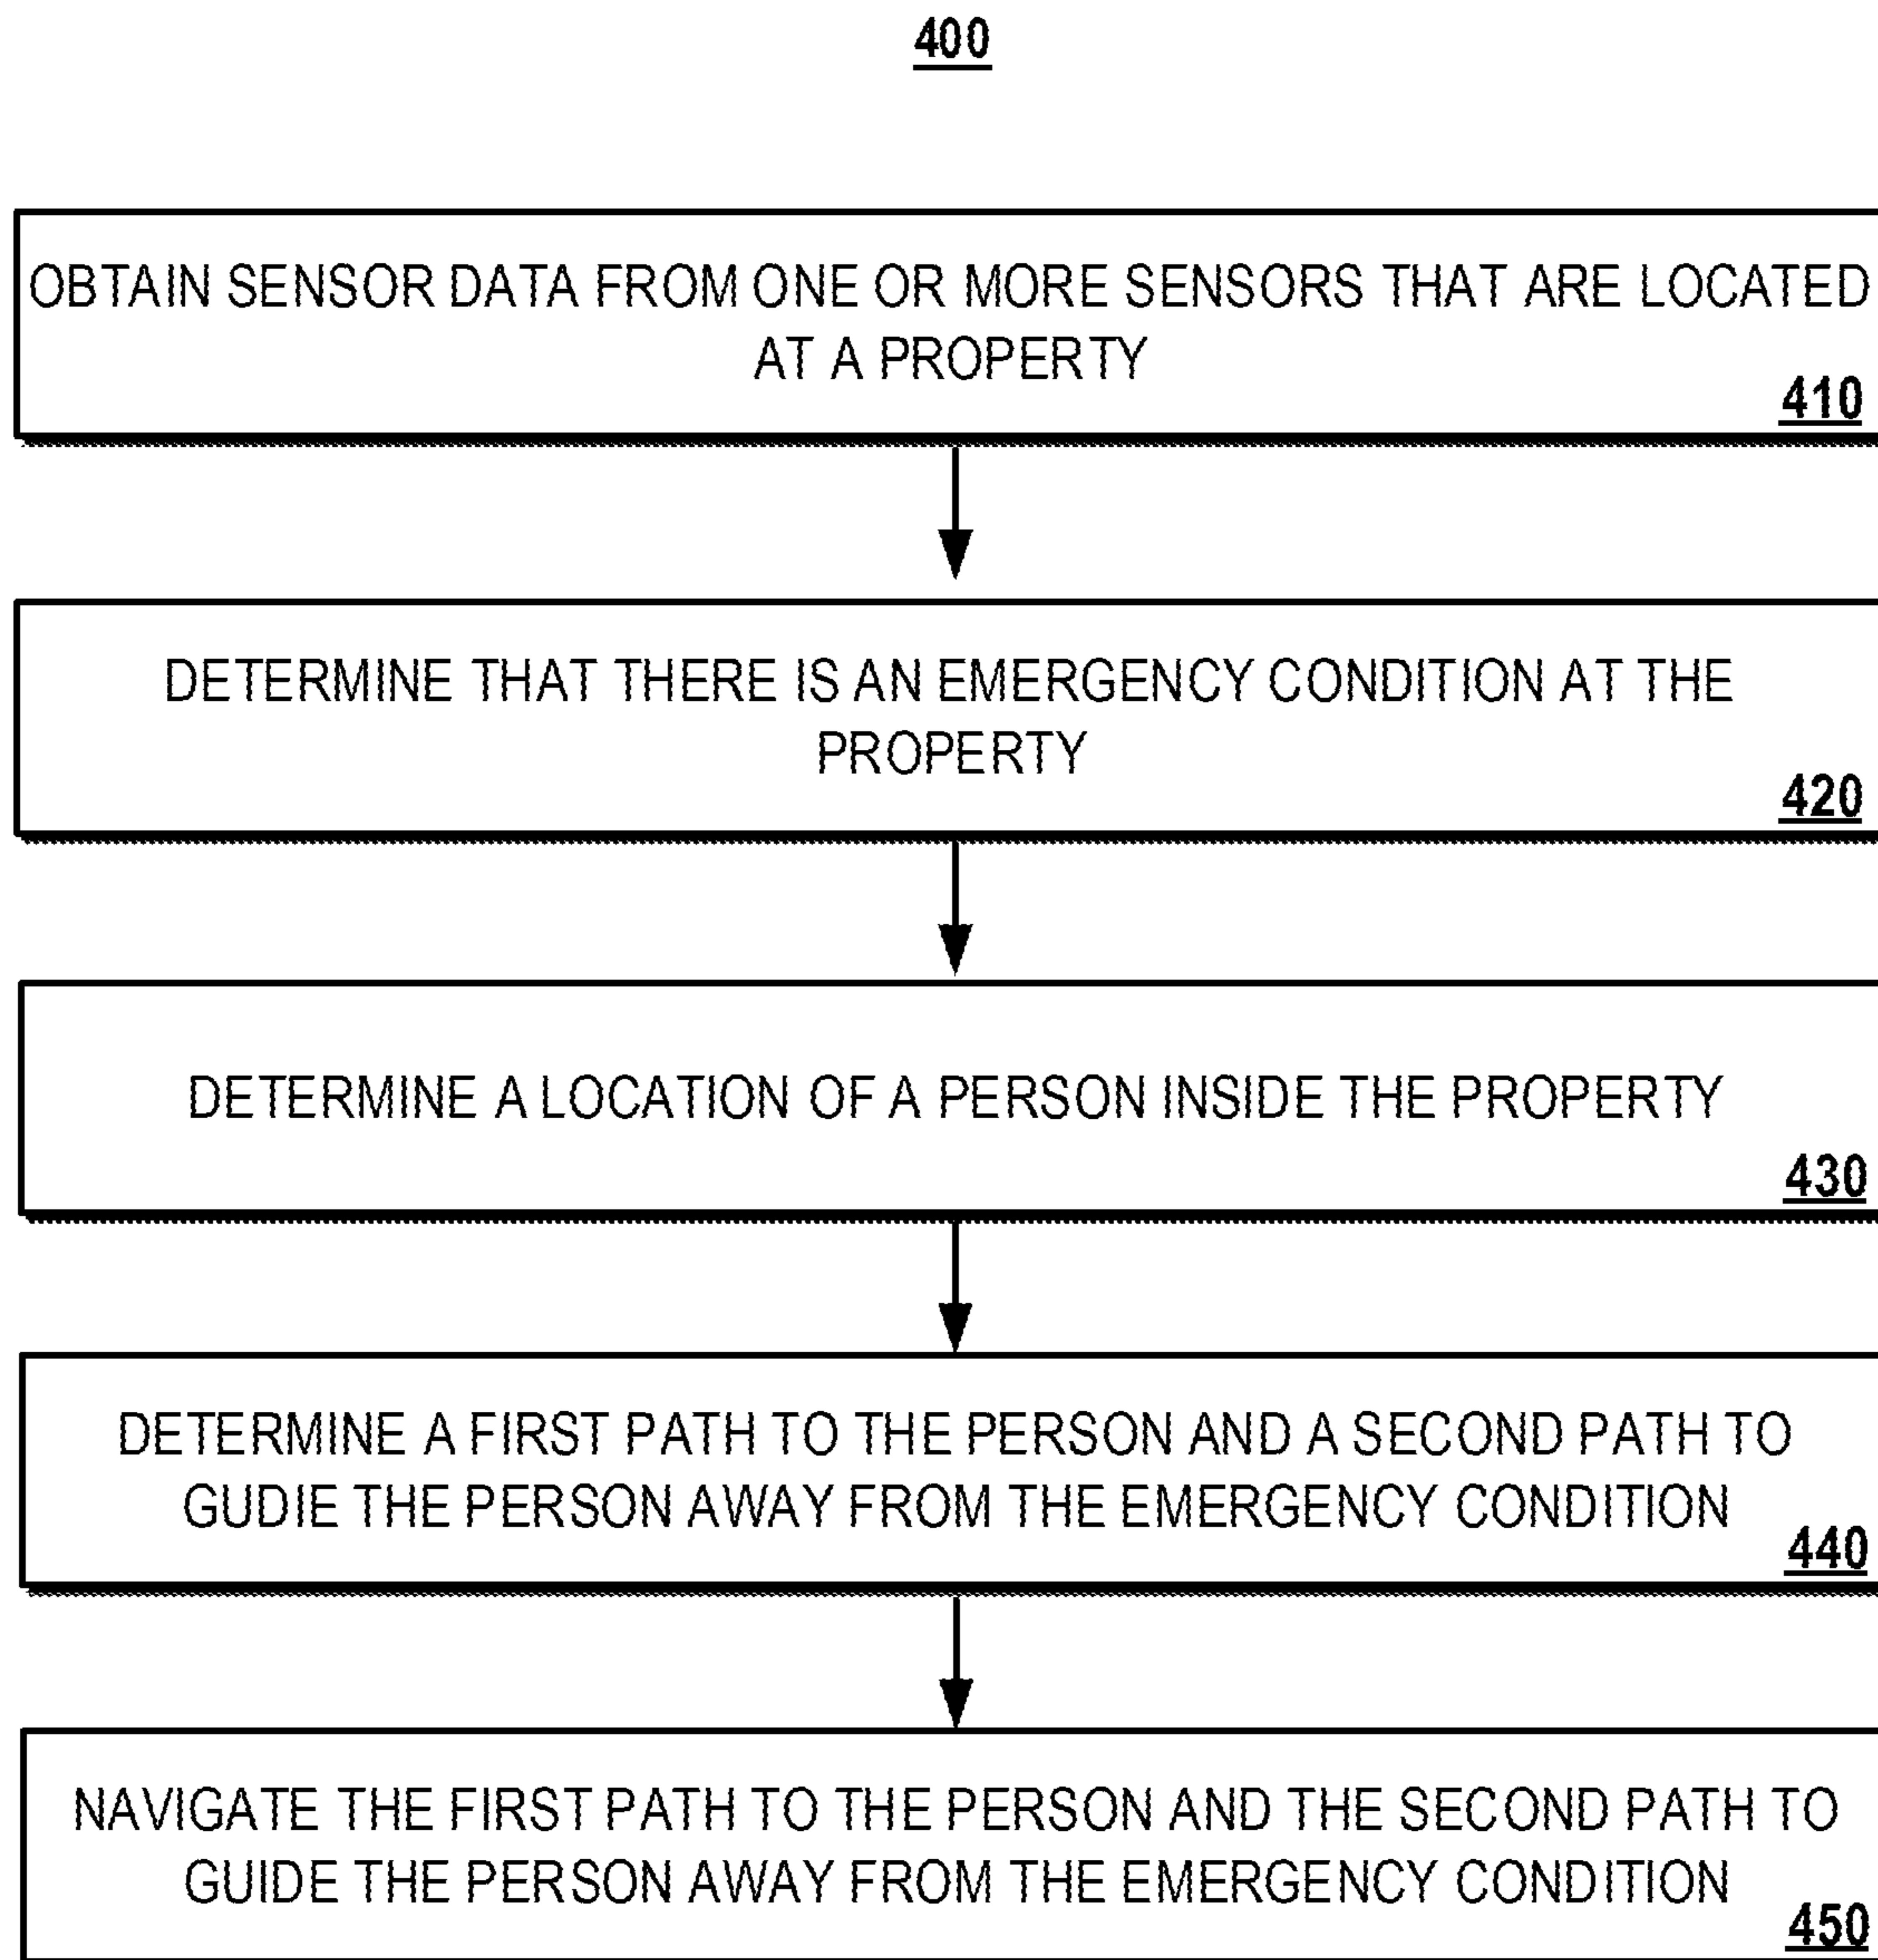 400
OBTAIN SENSOR DATA FROM ONE OR MORE SENSORS THAT ARE LOCATED
AT A PROPERTY
410
DETERMINE THAT THERE IS AN EMERGENCY CONDITION AT THE
PROPERTY
420
DETERMINE A LOCATION OF A PERSON INSIDE THE PROPERTY
430
DETERMINE A FIRST PATH TO THE PERSON AND A SECOND PATH TO
GUDIE THE PERSON AWAY FROM THE EMERGENCY CONDITION
440
NAVIGATE THE FIRST PATH TO THE PERSON AND THE SECOND PATH TO
GUIDE THE PERSON AWAY FROM THE EMERGENCY CONDITION
450